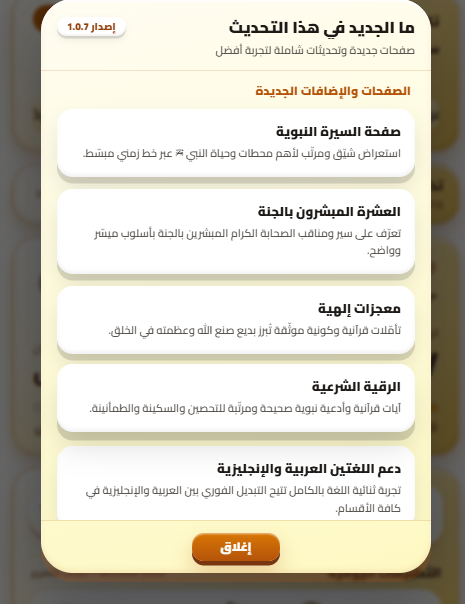 ما الجديد في هذا التحديث
إصدار 1.0.7
صفحات جديدة وتحديثات شاملة لتجربة أفضل
الصفحات والإضافات الجديدة
صفحة السيرة النبوية
استعراض شيّق ومرتّب لأهم محطات وحياة النبي ﷺ عبر خط زمني مبسّط.
العشرة المبشرون بالجنة
تعرّف على سير ومناقب الصحابة الكرام المبشرين بالجنة بأسلوب ميسّر
وواضح.
معجزات إلهية
تأملات قرآنية وكونية موثّقة تُبرز بديع صنع الله وعظمته في الخلق.
الرقية الشرعية
آيات قرآنية وأدعية نبوية صحيحة ومرتّبة للتحصين والسكينة والطمأنينة.
دعم اللغتين العربية والإنجليزية
تجربة ثنائية اللغة بالكامل تتيح التبديل الفوري بين العربية والإنجليزية في
كافة الأقسام.
إغلاق